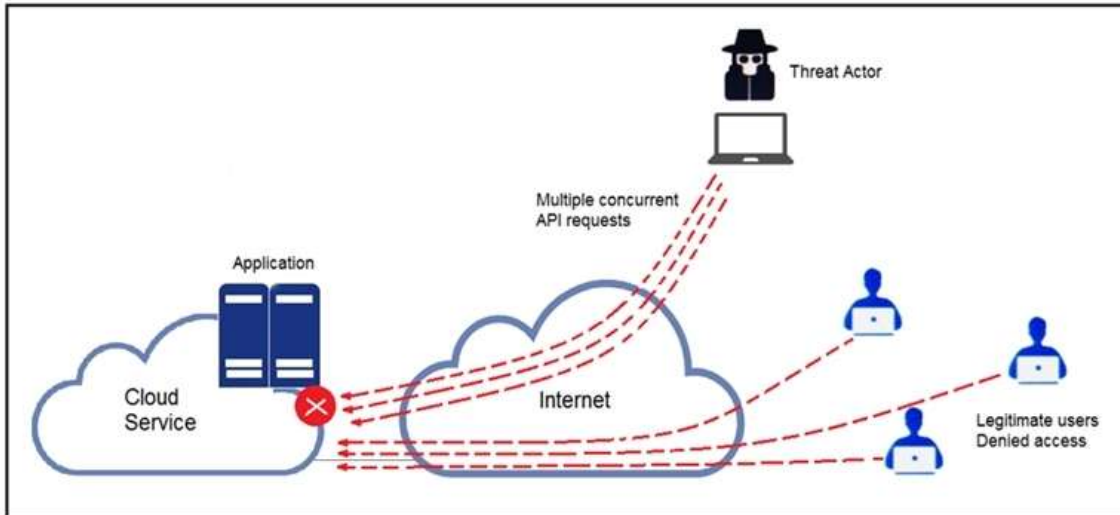 Threat Actor
Multiple concurrent
API requests
Application
Cloud
Service
Internet
Legitimate users
Denied access